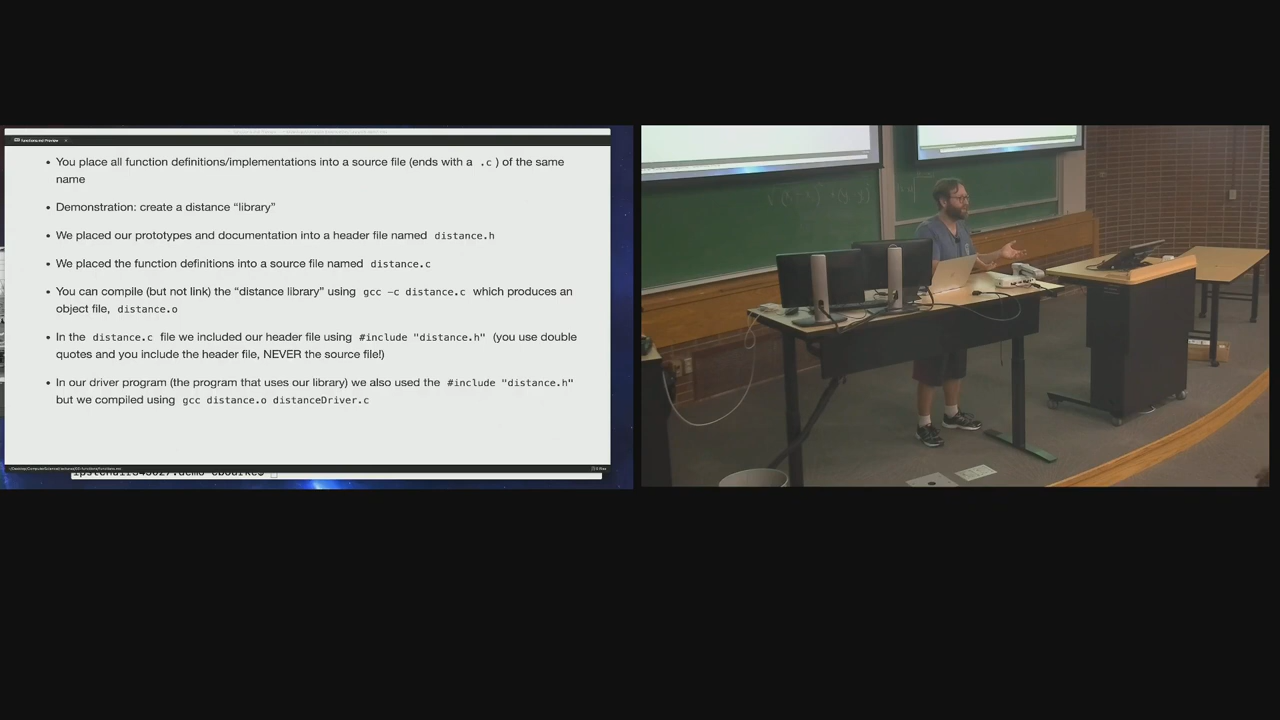 Functions.md Preview
• You place all function definitions/implementations into a source file (ends with a .c ) of the same
name
• Demonstration: create a distance “library”
• We placed our prototypes and documentation into a header file named distance.h
• We placed the function definitions into a source file named distance.c
• You can compile (but not link) the “distance library” using gcc -c distance.c which produces an
object file, distance.o
• In the distance.c file we included our header file using #include "distance.h" (you use double
quotes and you include the header file, NEVER the source file!)
• In our driver program (the program that uses our library) we also used the #include "distance.h"
but we compiled using gcc distance.o distanceDriver.c